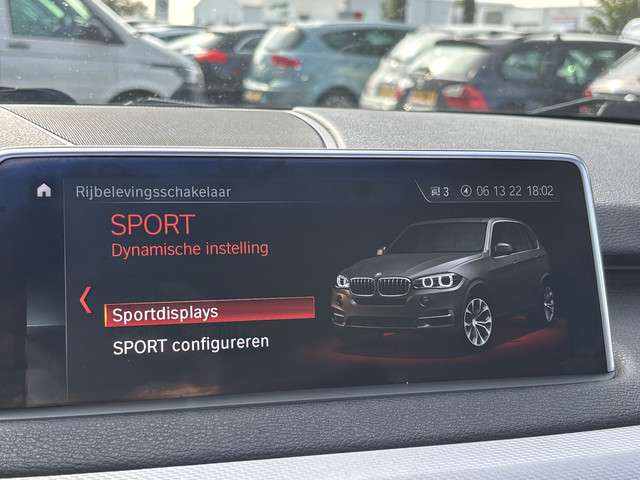 Rijbelevingsschakelaar
3 06 13 22 18:02
SPORT
Dynamische instelling
Sportdisplays
SPORT configureren